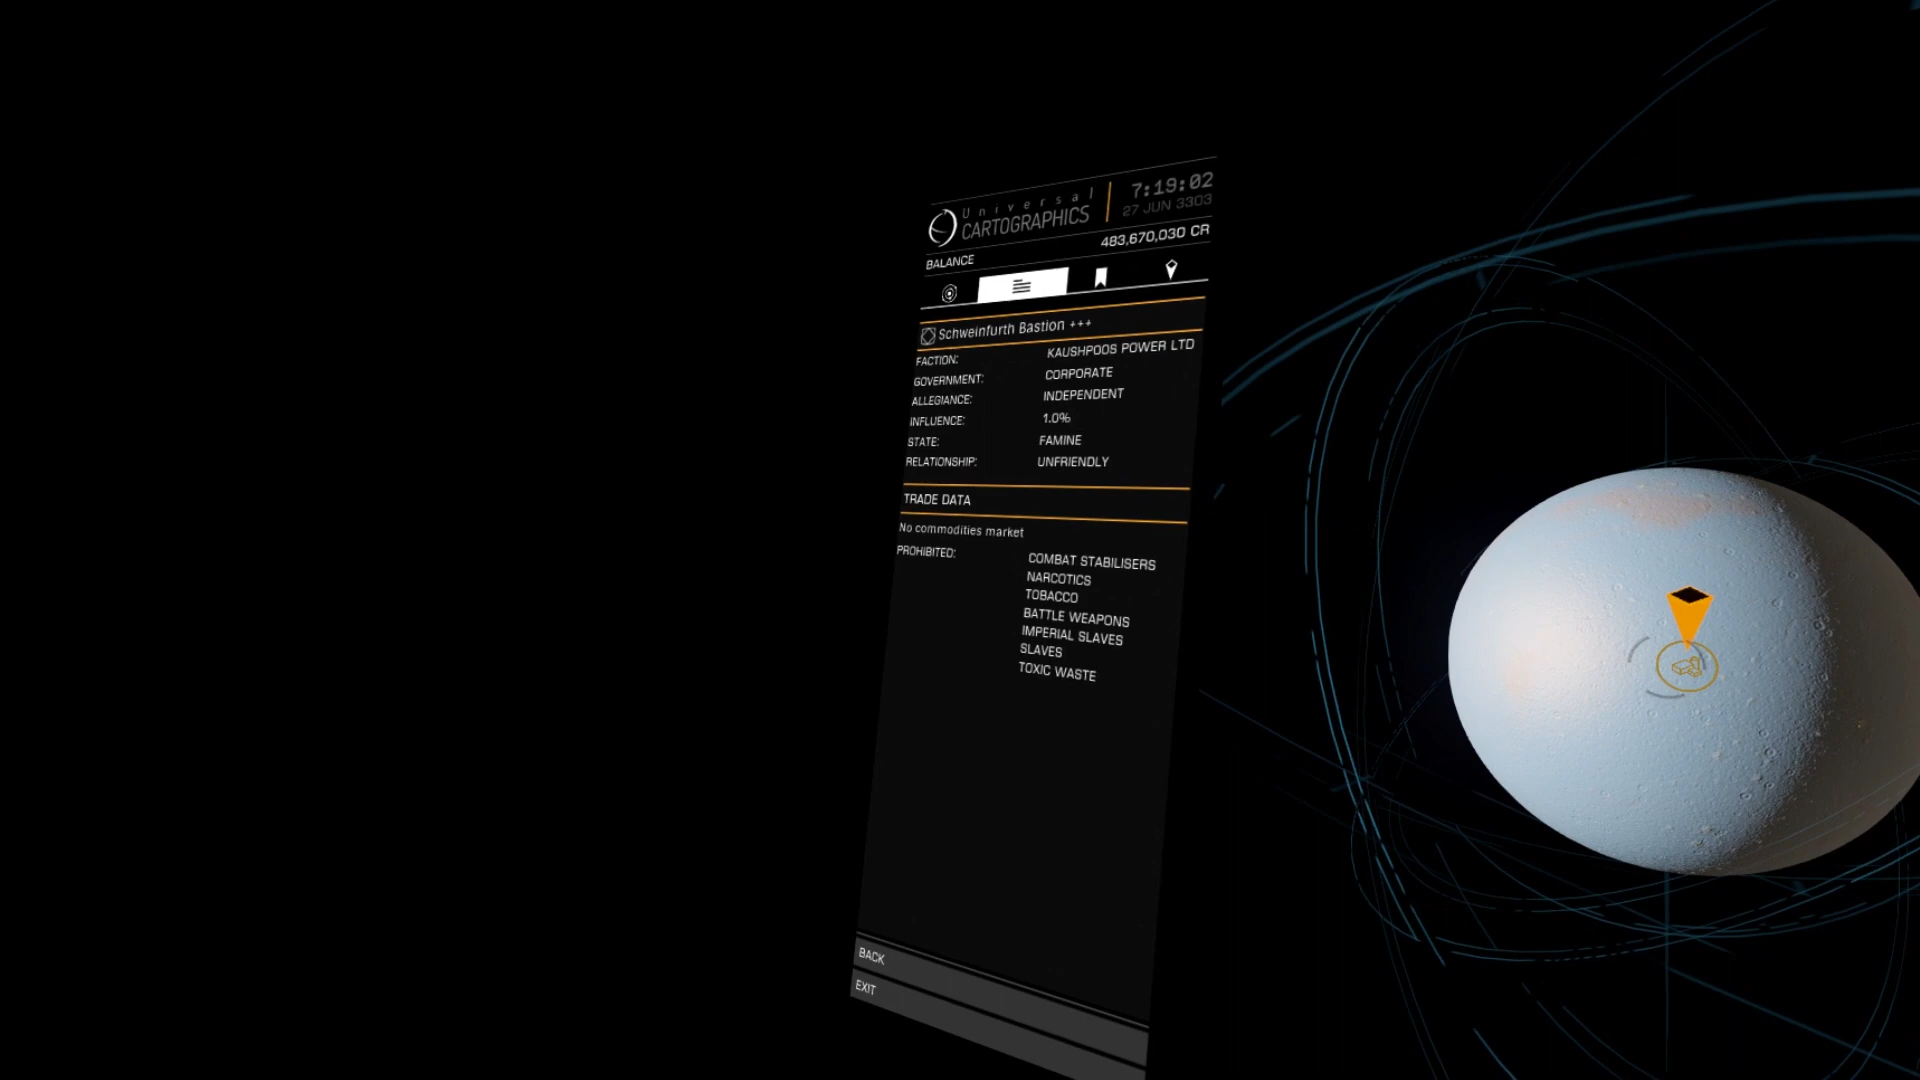 Universal
CARTOGRAPHICS
7:19:02
27 JUN 3303
BALANCE 483,670,030 CR
Schweinfurth Bastion +++
FACTION: KAUSHPOOS POWER LTD
GOVERNMENT: CORPORATE
ALLEGIANCE: INDEPENDENT
INFLUENCE: 1.0%
STATE: FAMINE
RELATIONSHIP: UNFRIENDLY
TRADE DATA
No commodities market
PROHIBITED: COMBAT STABILISERS
NARCOTICS
TOBACCO
BATTLE WEAPONS
IMPERIAL SLAVES
SLAVES
TOXIC WASTE
BACK
EXIT